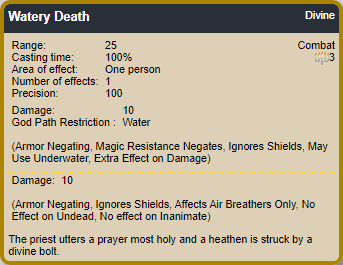 Watery Death Divine
Range: 25 Combat
Casting time: 100% 3
Area of effect: One person
Number of effects: 1
Precision: 100
Damage: 10
God Path Restriction : Water
(Armor Negating, Magic Resistance Negates, Ignores Shields, May
Use Underwater, Extra Effect on Damage)
Damage: 10
(Armor Negating, Ignores Shields, Affects Air Breathers Only, No
Effect on Undead, No effect on Inanimate)
The priest utters a prayer most holy and a heathen is struck by a
divine bolt.